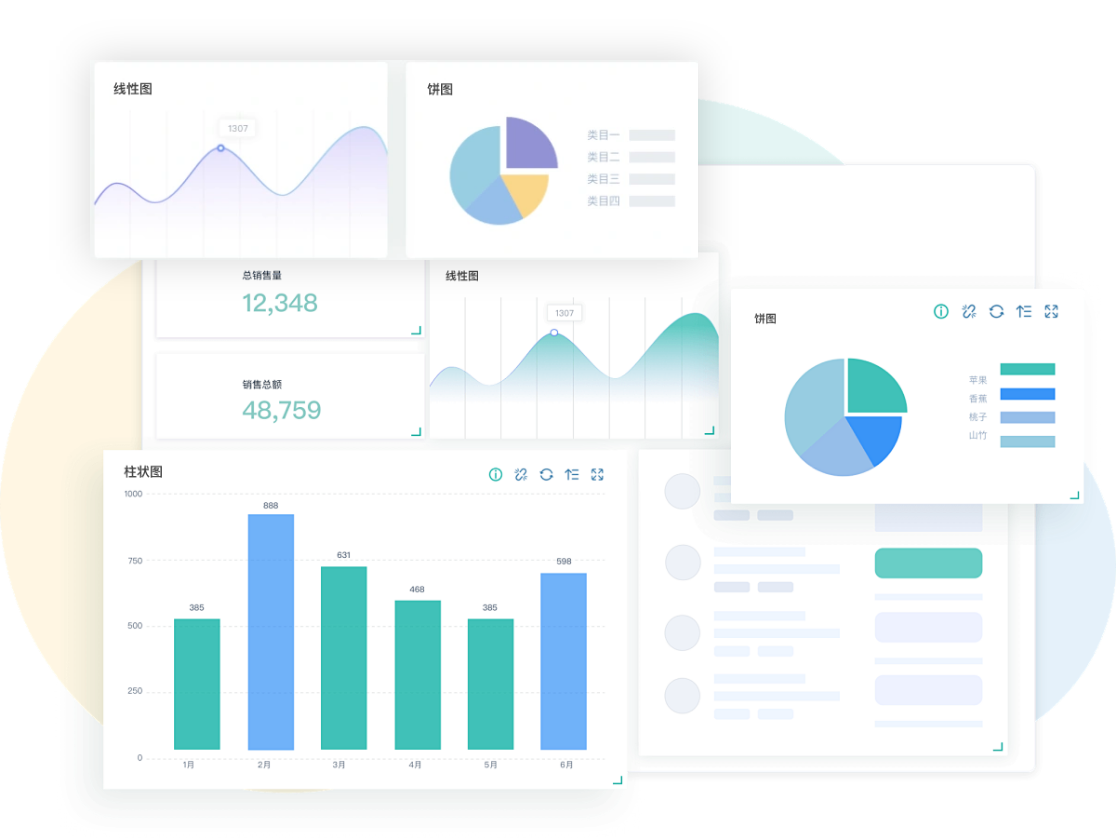 线性图
1307
饼图
类目一
类目二
类目三
类目四
总销售量
12,348
销售总额
48,759
线性图
1307
饼图
苹果
香蕉
桃子
山竹
柱状图
1000
750
500
250
0
385
888
631
468
385
598
1月
2月
3月
4月
5月
6月